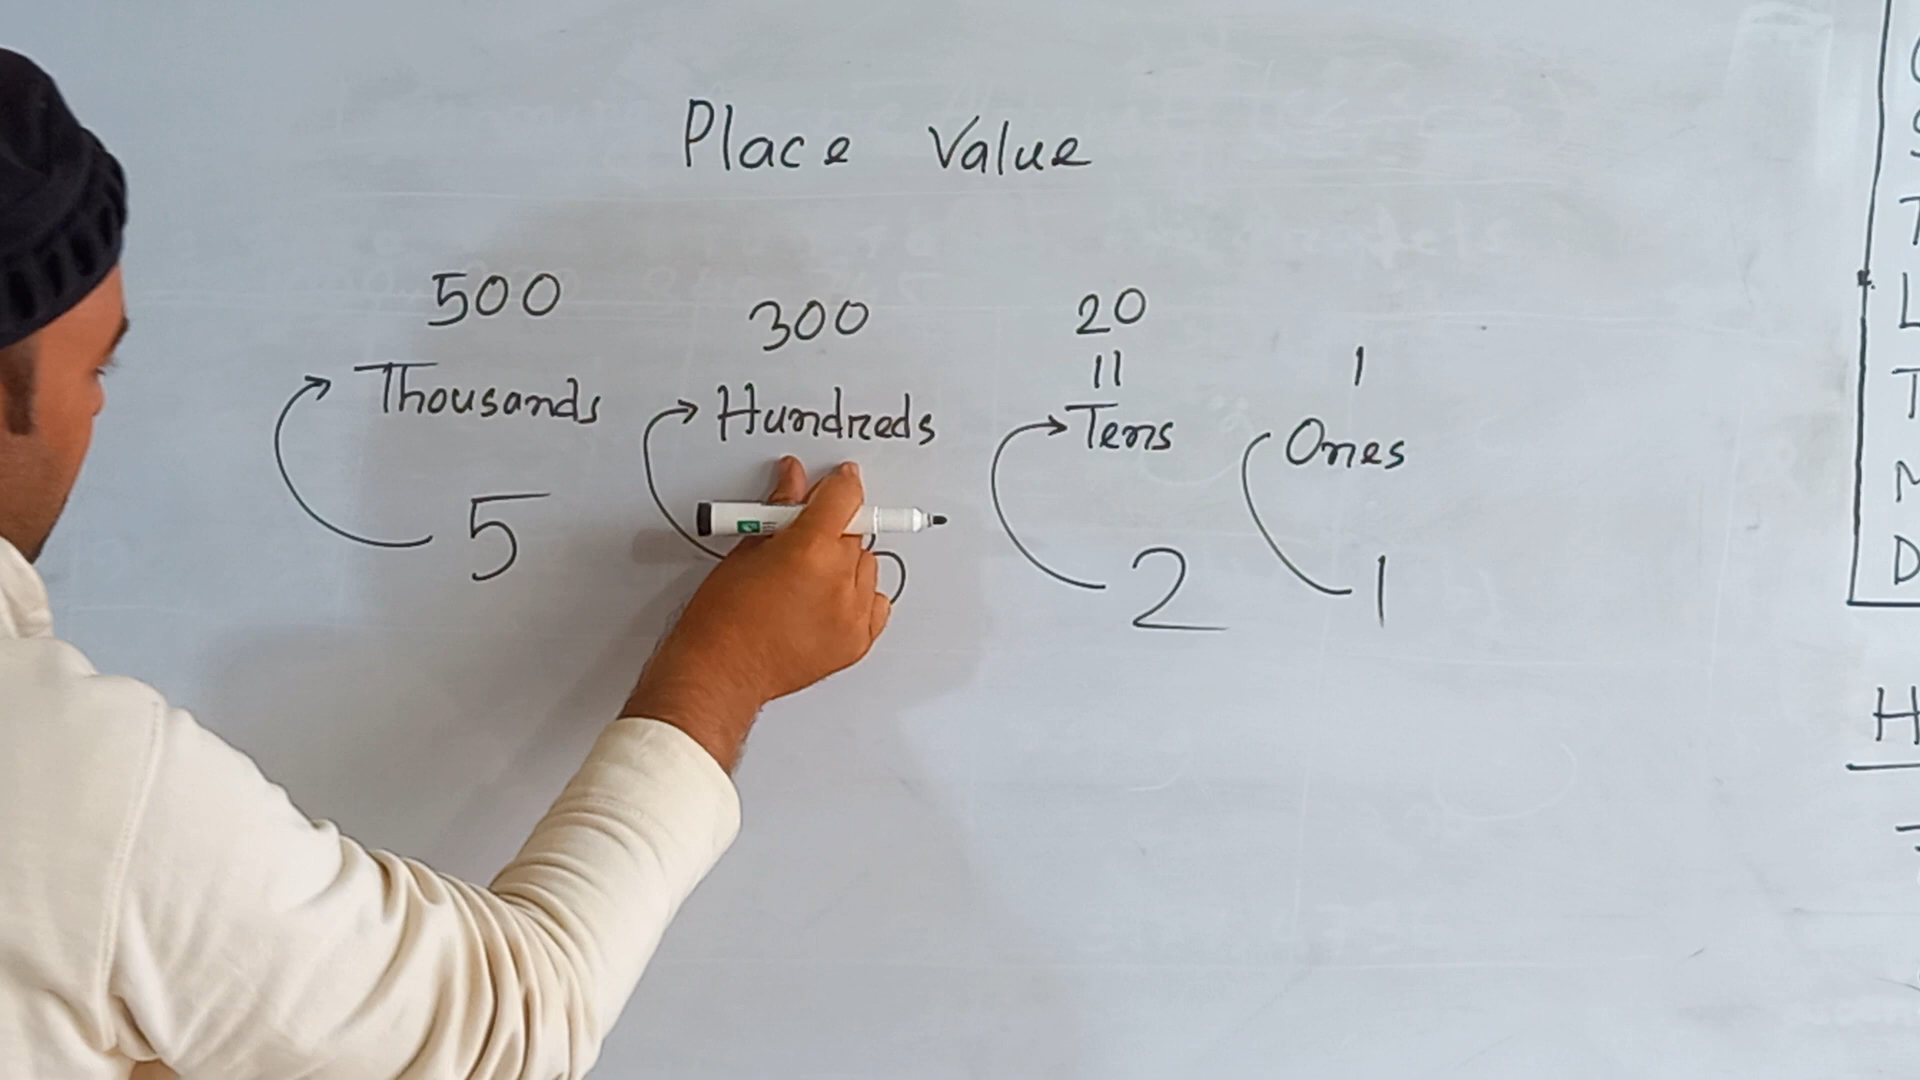 Place Value
500 300 20 1
11
Thousands Hundreds Tens Ones
5 2 1
H